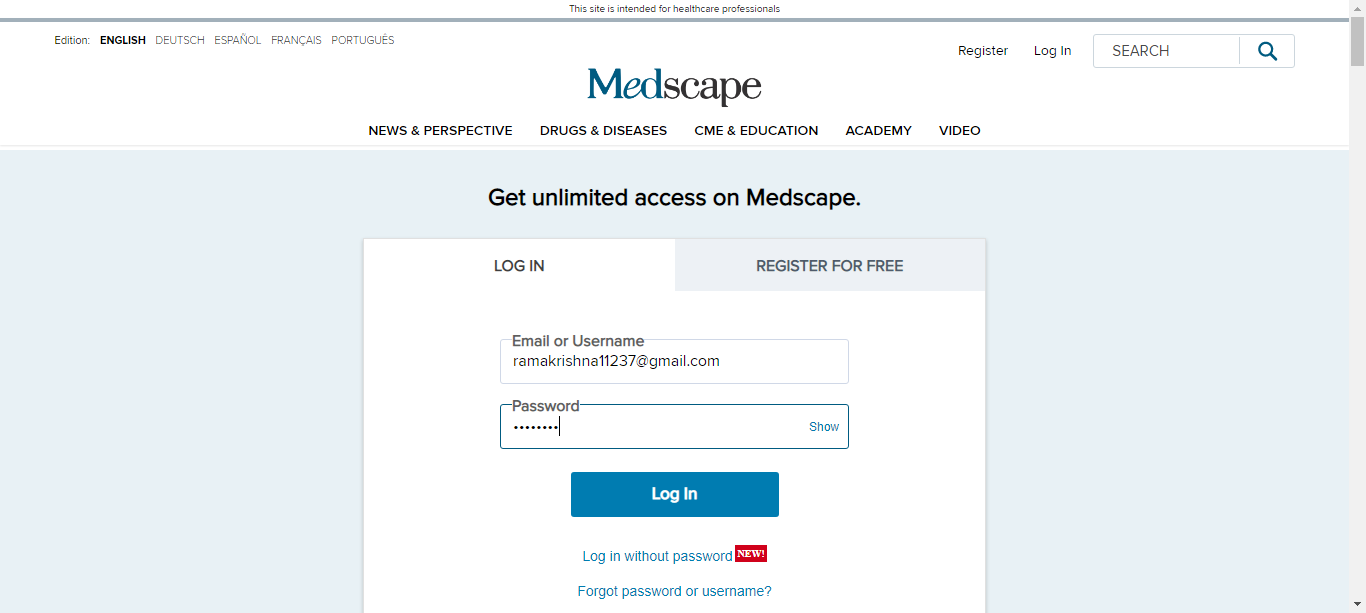 This site is intended for healthcare professionals
Edition: ENGLISH DEUTSCH ESPAÑOL FRANÇAIS PORTUGUÊS
Register Log In SEARCH
Medscape
NEWS & PERSPECTIVE DRUGS & DISEASES CME & EDUCATION ACADEMY VIDEO
Get unlimited access on Medscape.
LOG IN REGISTER FOR FREE
Email or Username
ramakrishna11237@gmail.com
Password
•••••••• Show
Log In
Log in without password NEW!
Forgot password or username?